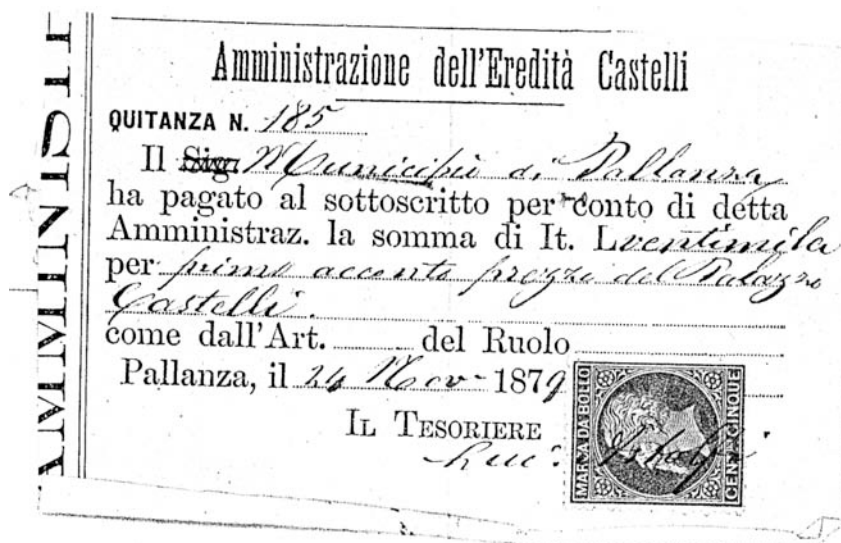 Amministrazione dell'Eredità Castelli
QUITANZA N. 185
Il Sig. Municipio di Pallanza
ha pagato al sottoscritto per conto di detta
Amministraz. la somma di It. L. ventimila
per primo acconto prezzo del Palazzo
Castelli.
come dall'Art. del Ruolo
Pallanza, il 24 Nov. 1879
IL TESORIERE
MARCA DA BOLLO
CENT. CINQUE